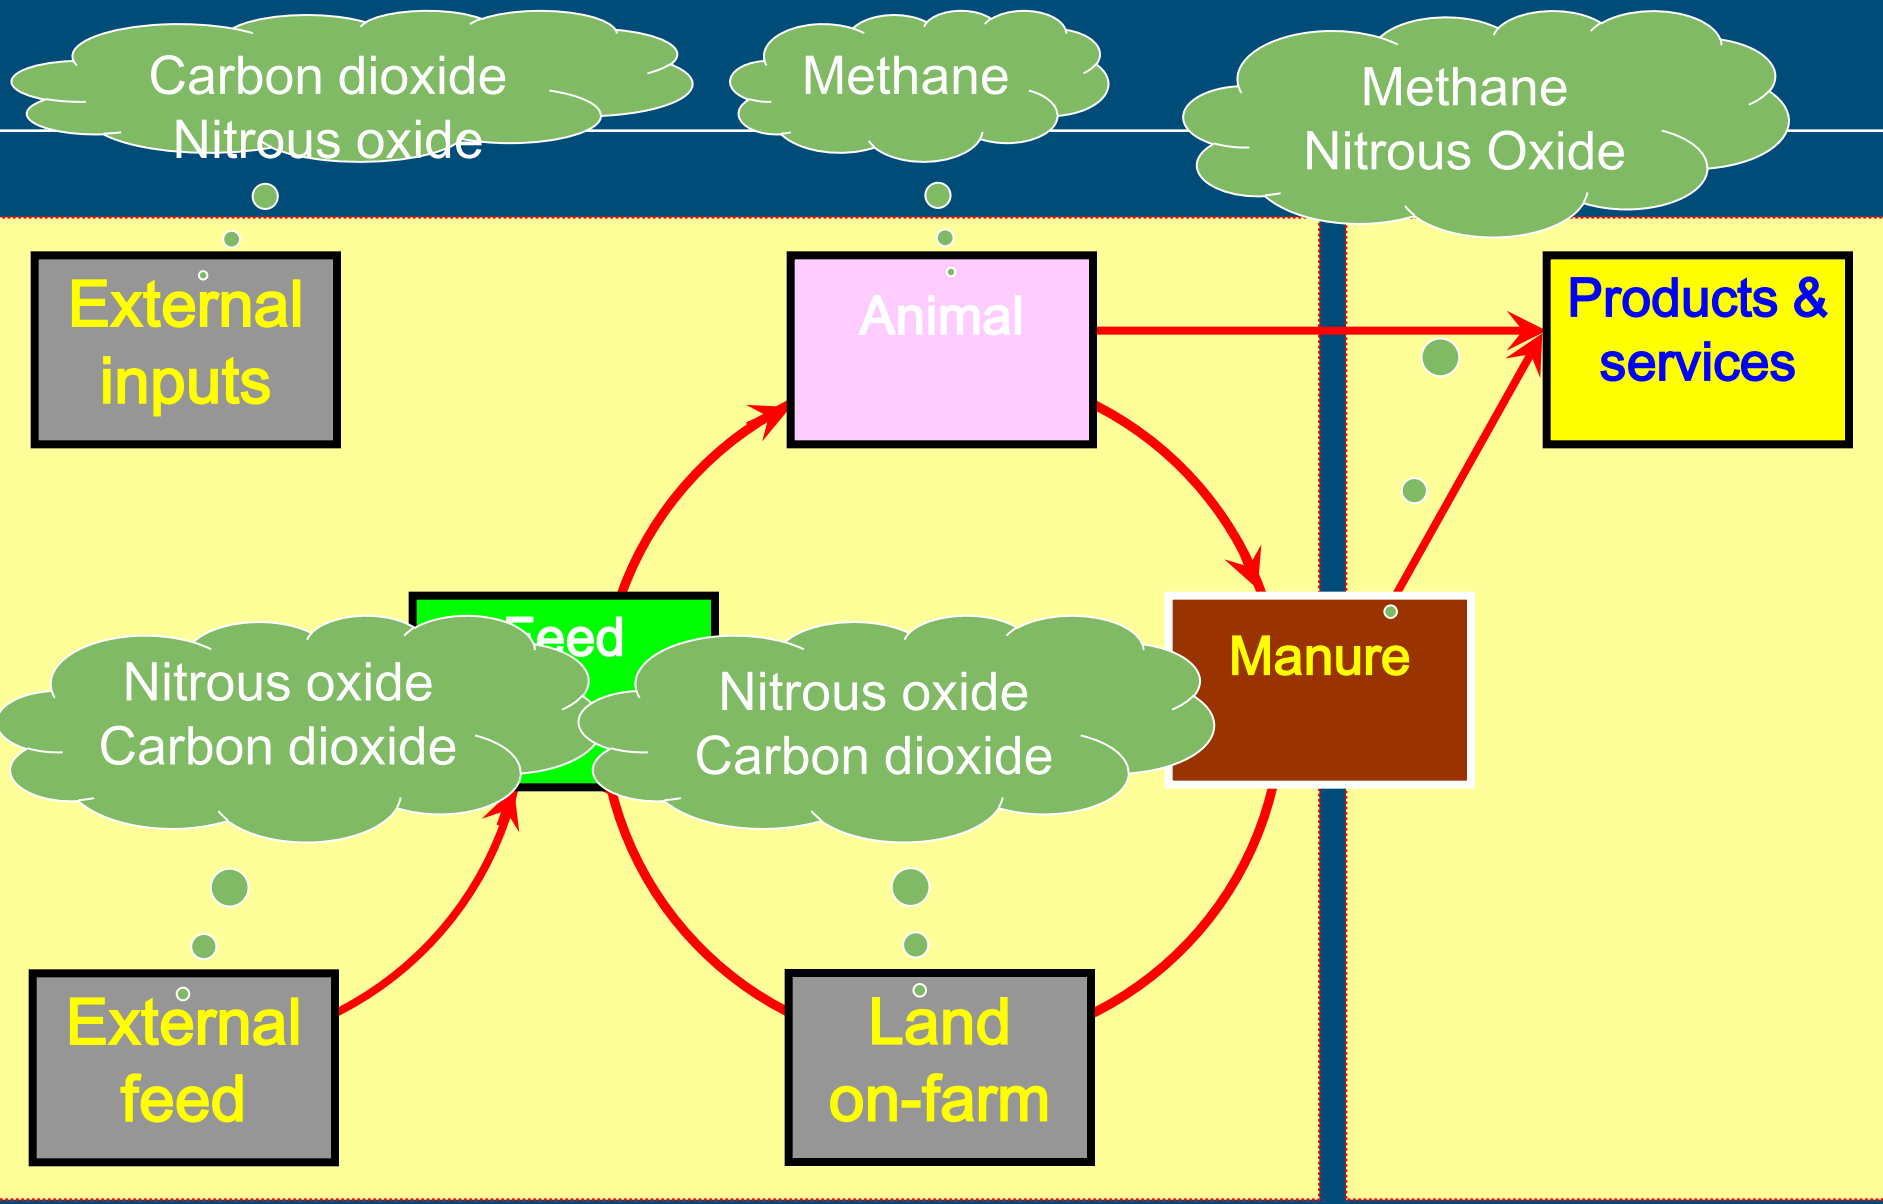 Carbon dioxide
Nitrous oxide
Methane
Methane
Nitrous Oxide
External
inputs
Animal
Products &
services
Feed
Nitrous oxide
Carbon dioxide
Nitrous oxide
Carbon dioxide
Manure
External
feed
Land
on-farm